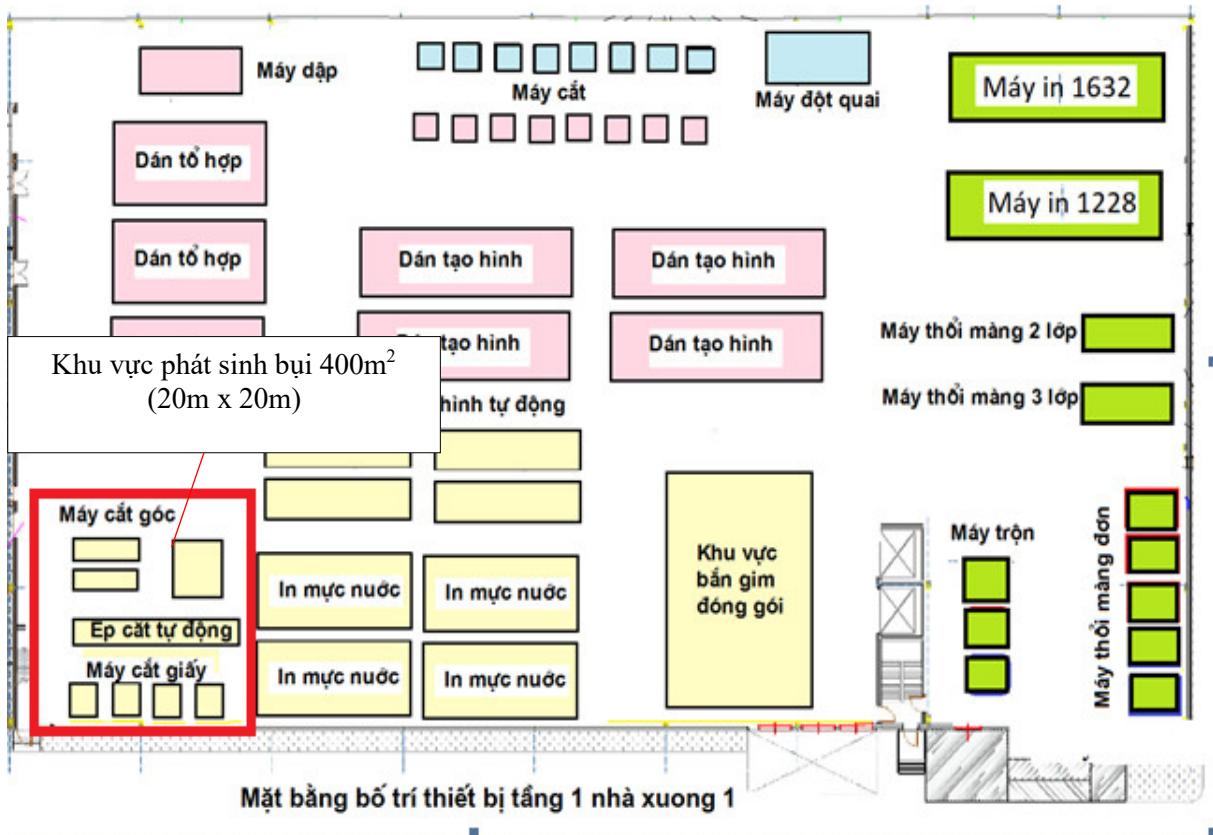 Máy dập
Máy cắt
Máy đột quai
Máy in 1632
Dán tổ hợp
Máy in 1228
Dán tổ hợp
Dán tạo hình
Dán tạo hình
Máy thổi màng 2 lớp
tạo hình
Dán tạo hình
Khu vực phát sinh bụi 400m²
(20m x 20m)
Máy thổi màng 3 lớp
hình tự động
Máy cắt góc
Máy trộn
Máy thổi màng đơn
Khu vực
bắn gim
đóng gói
In mực nước
In mực nước
Ep cắt tự động
Máy cắt giấy
In mực nước
In mực nước
Mặt bằng bố trí thiết bị tầng 1 nhà xuong 1